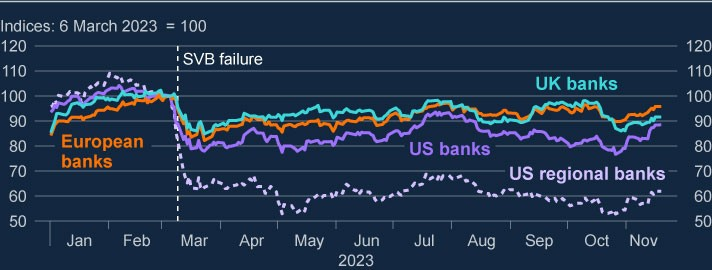 Indices: 6 March 2023 = 100
120 120
SVB failure
110 110
UK banks
100 100
90 90
European
banks
US banks
80 80
US regional banks
70 70
60 60
50 50
Jan Feb Mar Apr May Jun Jul Aug Sep Oct Nov
2023